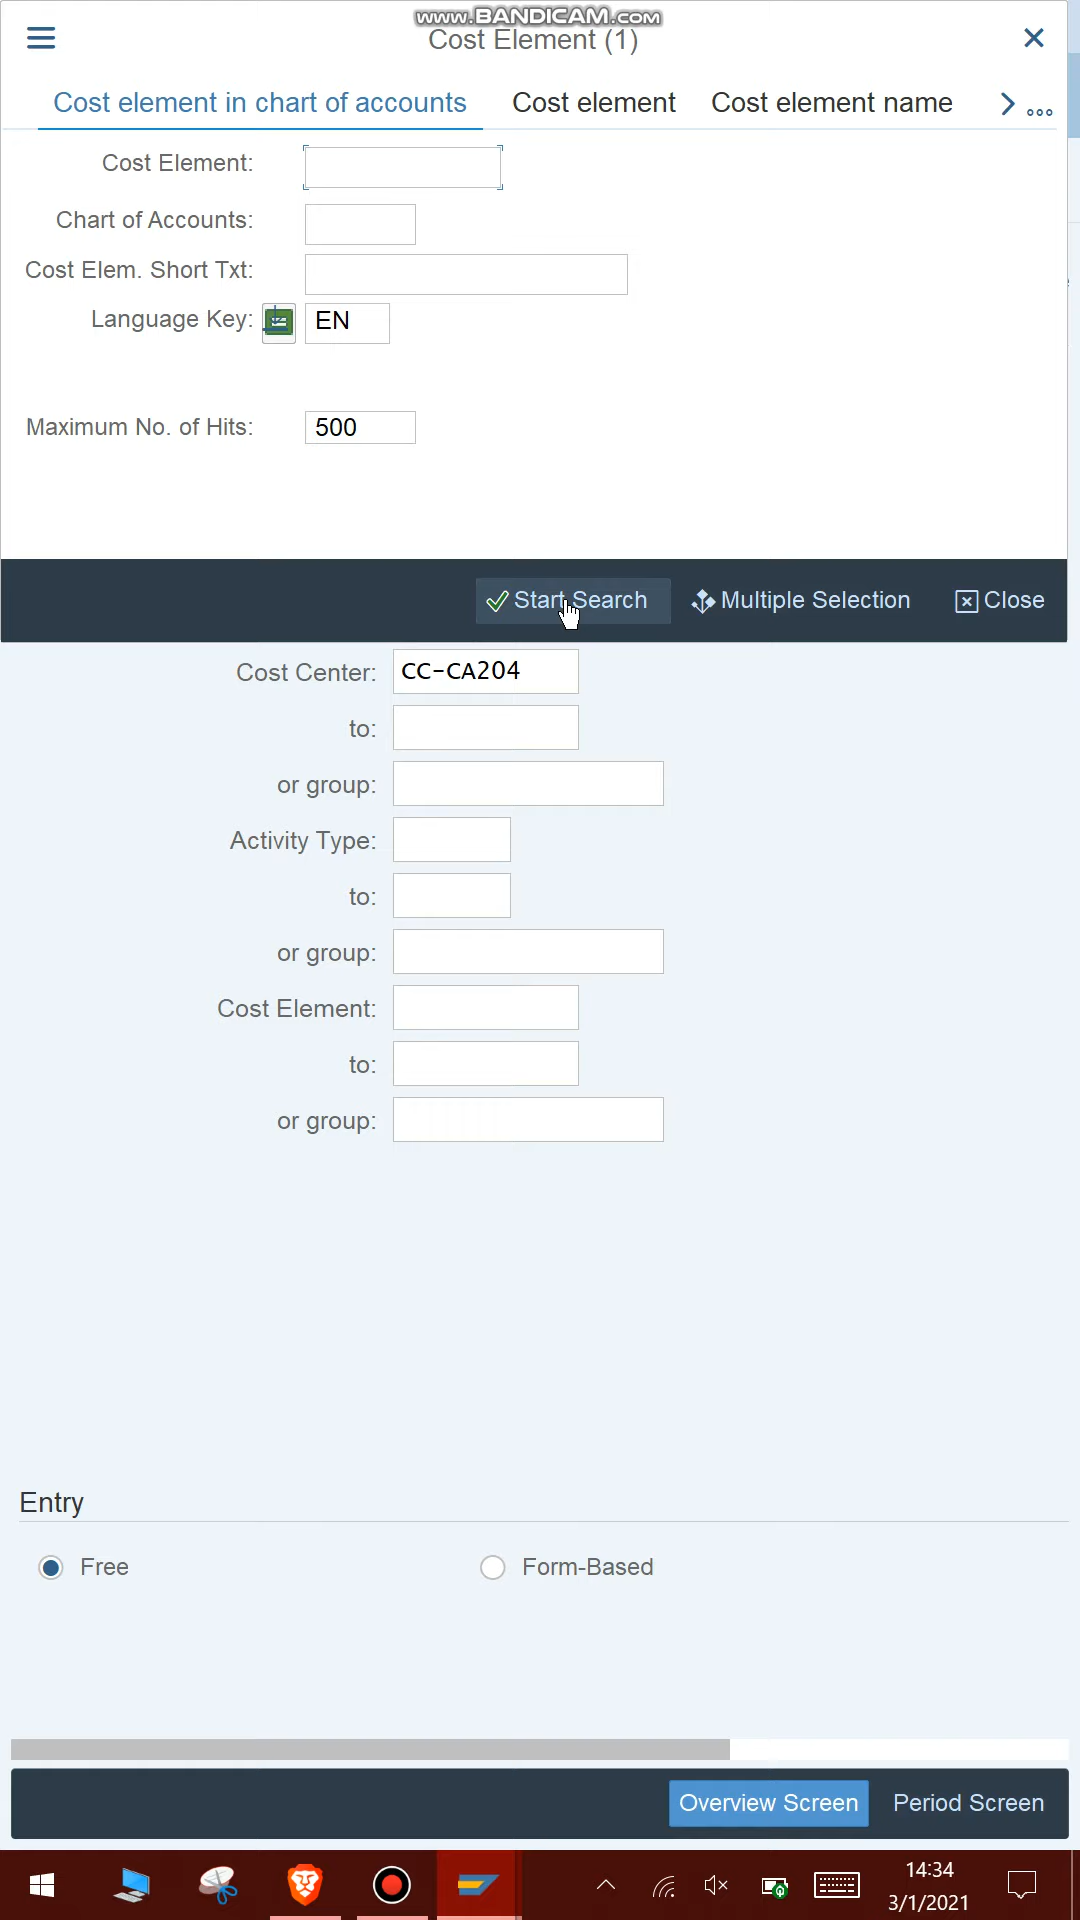 www.BANDICAM.com
Cost Element (1)
Cost element in chart of accounts Cost element Cost element name
Cost Element:
Chart of Accounts:
Cost Elem. Short Txt:
Language Key: EN
Maximum No. of Hits: 500
Start Search Multiple Selection Close
Cost Center: CC-CA204
to:
or group:
Activity Type:
to:
or group:
Cost Element:
to:
or group:
Entry
Free Form-Based
Overview Screen Period Screen
14:34
3/1/2021